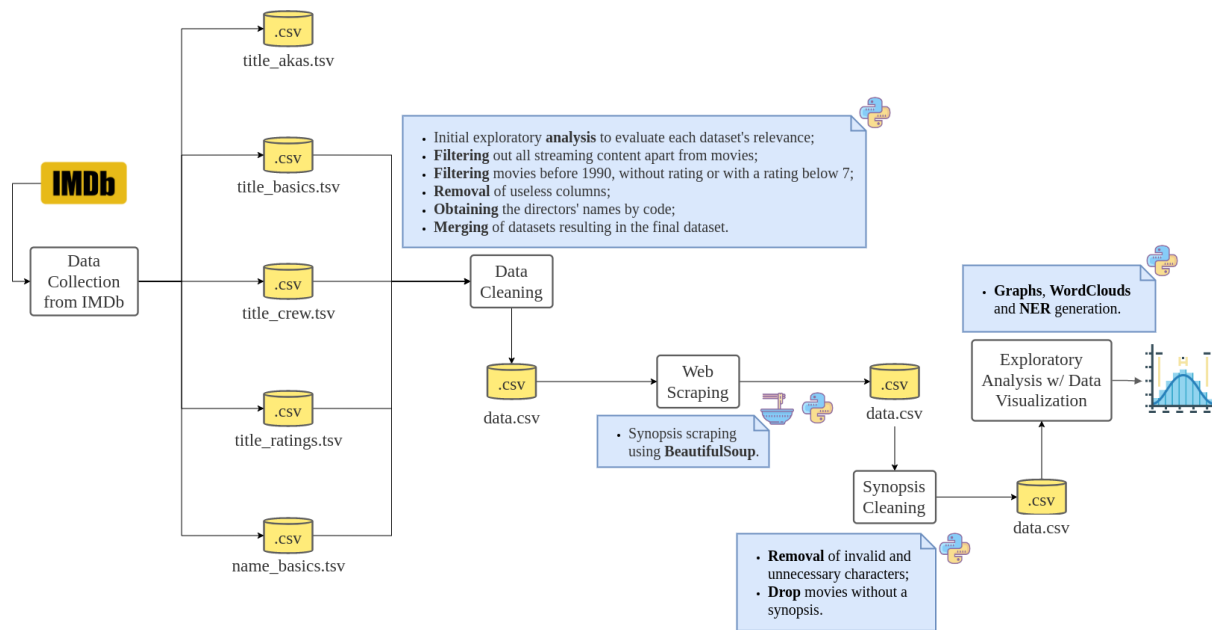 .csv
title_akas.tsv
.csv
title_basics.tsv
IMDb
Data
Collection
from IMDb
.csv
title_crew.tsv
.csv
title_ratings.tsv
.csv
name_basics.tsv
• Initial exploratory analysis to evaluate each dataset's relevance;
• Filtering out all streaming content apart from movies;
• Filtering movies before 1990, without rating or with a rating below 7;
• Removal of useless columns;
• Obtaining the directors' names by code;
• Merging of datasets resulting in the final dataset.
Data
Cleaning
.csv
data.csv
Web
Scraping
• Synopsis scraping
using BeautifulSoup.
.csv
data.csv
Synopsis
Cleaning
• Removal of invalid and
unnecessary characters;
• Drop movies without a
synopsis.
.csv
data.csv
• Graphs, WordClouds
and NER generation.
Exploratory
Analysis w/ Data
Visualization